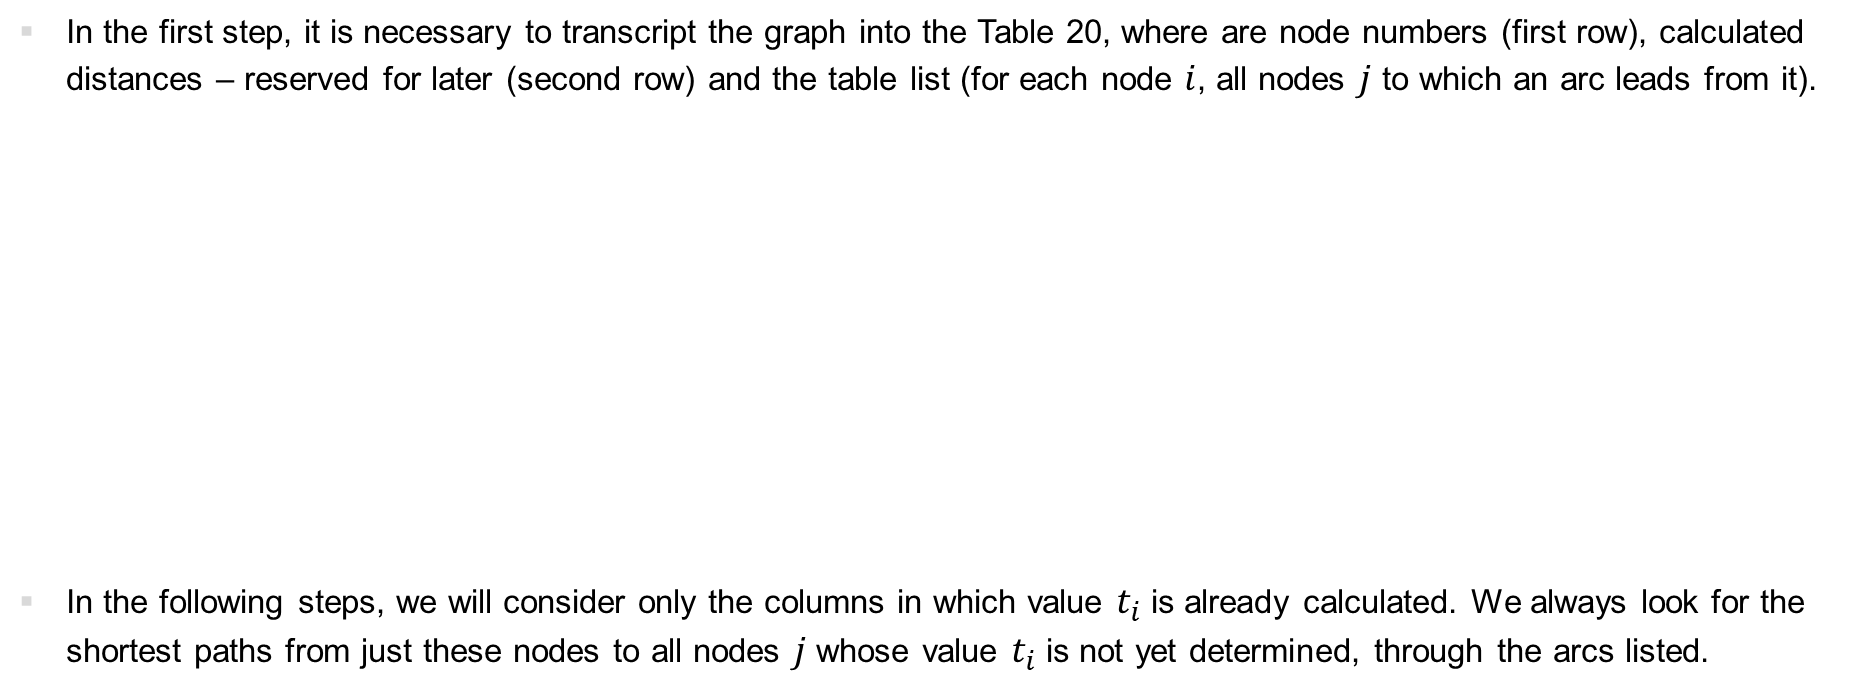 ▪ In the first step, it is necessary to transcript the graph into the Table 20, where are node numbers (first row), calculated
distances – reserved for later (second row) and the table list (for each node i, all nodes j to which an arc leads from it).
▪ In the following steps, we will consider only the columns in which value tᵢ is already calculated. We always look for the
shortest paths from just these nodes to all nodes j whose value tᵢ is not yet determined, through the arcs listed.